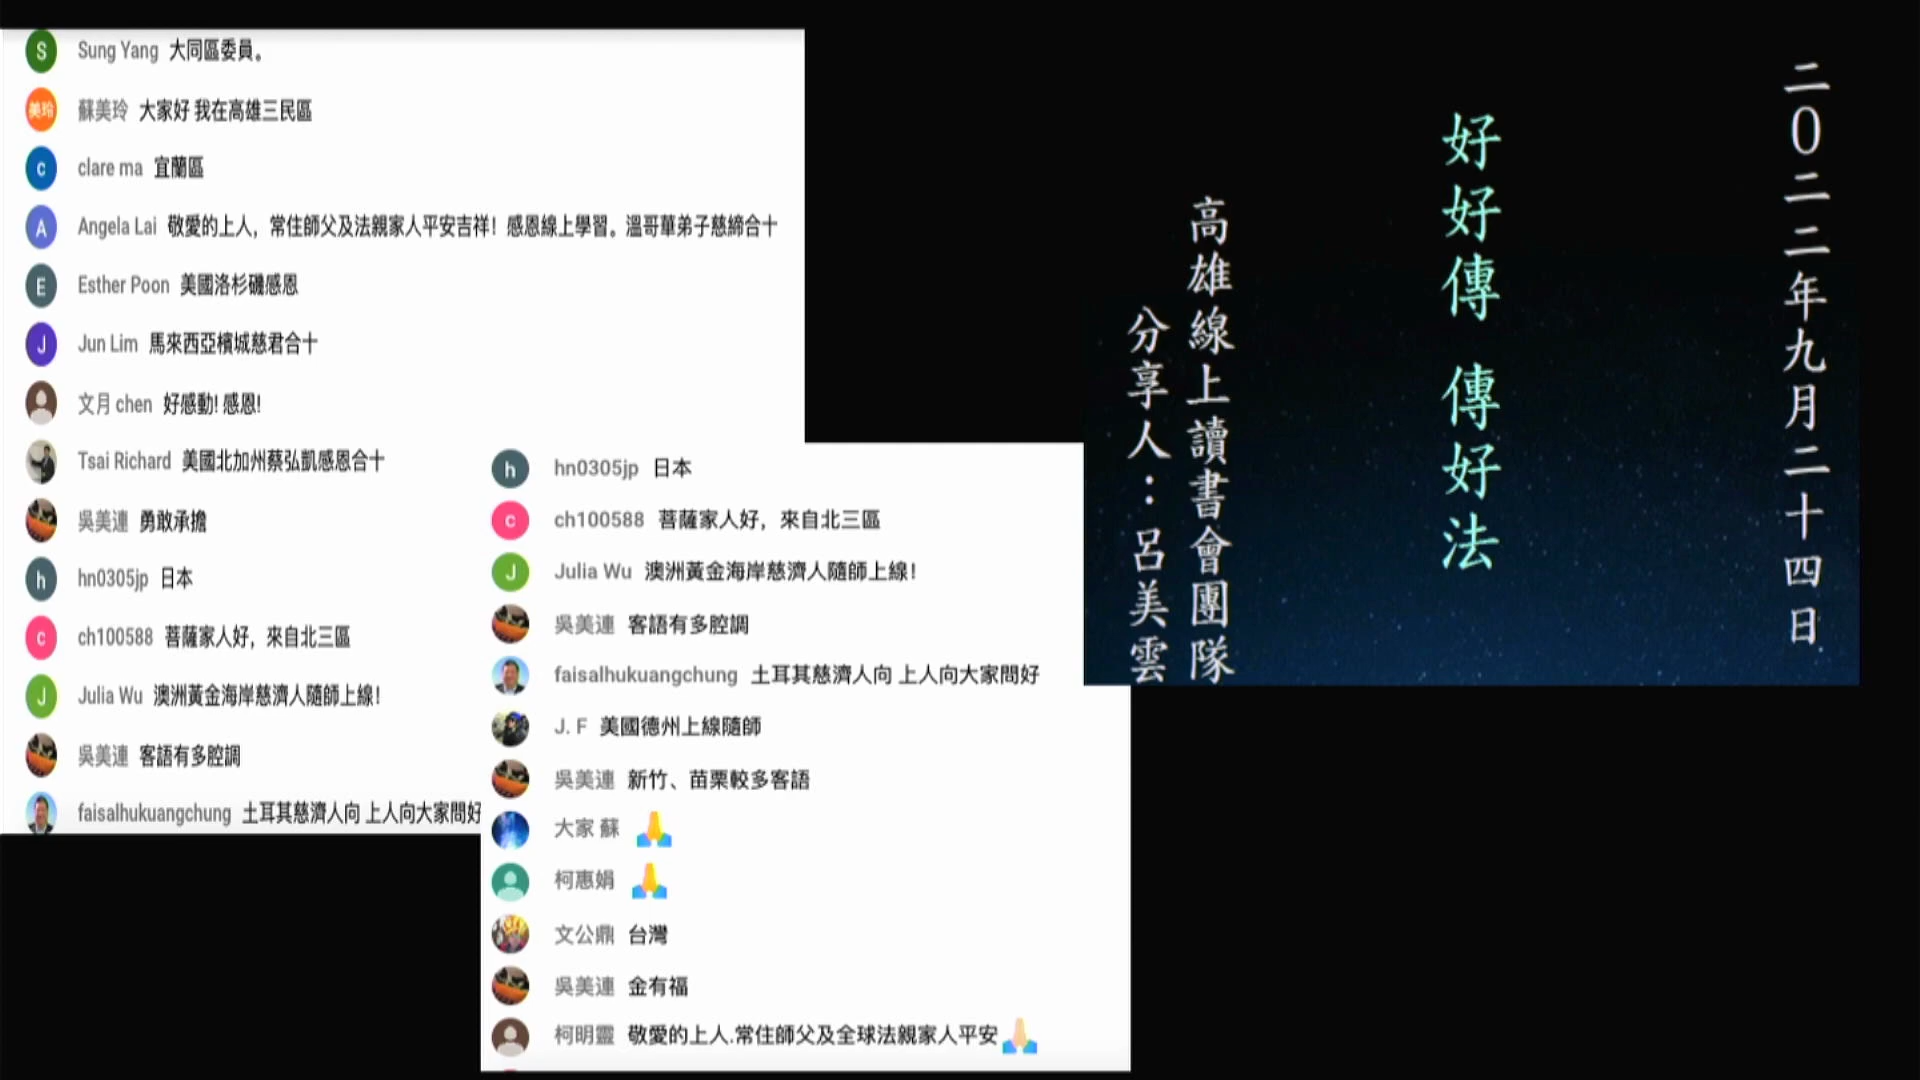 Sung Yang 大同區委員。
美玲 蘇美玲 大家好 我在高雄三民區
c clare ma 宜蘭區
A Angela Lai 敬愛的上人，常住師父及法親家人平安吉祥！感恩線上學習。溫哥華弟子慈締合十
E Esther Poon 美國洛杉磯感恩
J Jun Lim 馬來西亞檳城慈君合十
文月 chen 好感動! 感恩!
Tsai Richard 美國北加州蔡弘凱感恩合十
吳美連 勇敢承擔
h hn0305jp 日本
c ch100588 菩薩家人好，來自北三區
J Julia Wu 澳洲黃金海岸慈濟人隨師上線！
吳美連 客語有多腔調
faisalhukuangchung 土耳其慈濟人向 上人向大家問好
h hn0305jp 日本
c ch100588 菩薩家人好，來自北三區
J Julia Wu 澳洲黃金海岸慈濟人隨師上線！
吳美連 客語有多腔調
faisalhukuangchung 土耳其慈濟人向 上人向大家問好
J. F 美國德州上線隨師
吳美連 新竹、苗栗較多客語
大家 蘇 🙏
柯惠娟 🙏
文公鼎 台灣
吳美連 金有福
柯明靈 敬愛的上人.常住師父及全球法親家人平安🙏
二０二二年九月二十四日
好好傳 傳好法
高雄線上讀書會團隊
分享人：呂美雲